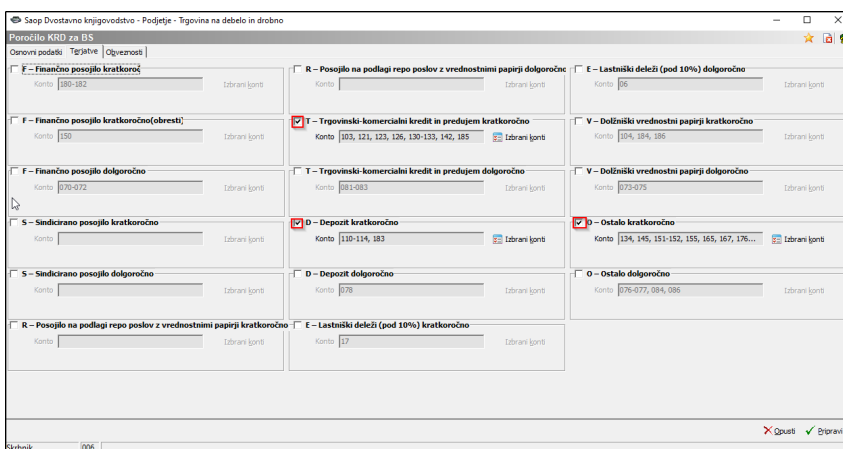 Saop Dvostavno knjigovodstvo - Podjetje - Trgovina na debelo in drobno
Poročilo KRD za BS
Osnovni podatki Terjatve Obveznosti
F – Finančno posojilo kratkoroč
Konto 180-182 Izbrani konti
R – Posojilo na podlagi repo poslov z vrednostnimi papirji dolgoročno
E – Lastniški deleži (pod 10%) dolgoročno
Konto 06 Izbrani konti
F – Finančno posojilo kratkoročno(obresti)
Konto 150 Izbrani konti
T – Trgovinski-komercialni kredit in predujem kratkoročno
Konto 103, 121, 123, 126, 130-133, 142, 185 Izbrani konti
V – Dolžniški vrednostni papirji kratkoročno
Konto 104, 184, 186 Izbrani konti
F – Finančno posojilo dolgoročno
Konto 070-072 Izbrani konti
T – Trgovinski-komercialni kredit in predujem dolgoročno
Konto 081-083 Izbrani konti
V – Dolžniški vrednostni papirji dolgoročno
Konto 073-075 Izbrani konti
S – Sindicirano posojilo kratkoročno
Konto Izbrani konti
D – Depozit kratkoročno
Konto 110-114, 183 Izbrani konti
O – Ostalo kratkoročno
Konto 134, 145, 151-152, 155, 165, 167, 176... Izbrani konti
S – Sindicirano posojilo dolgoročno
Konto Izbrani konti
D – Depozit dolgoročno
Konto 078 Izbrani konti
O – Ostalo dolgoročno
Konto 076-077, 084, 086 Izbrani konti
R – Posojilo na podlagi repo poslov z vrednostnimi papirji kratkoročno
Konto Izbrani konti
E – Lastniški deleži (pod 10%) kratkoročno
Konto 17 Izbrani konti
Opusti Pripravi
Skrbnik 006